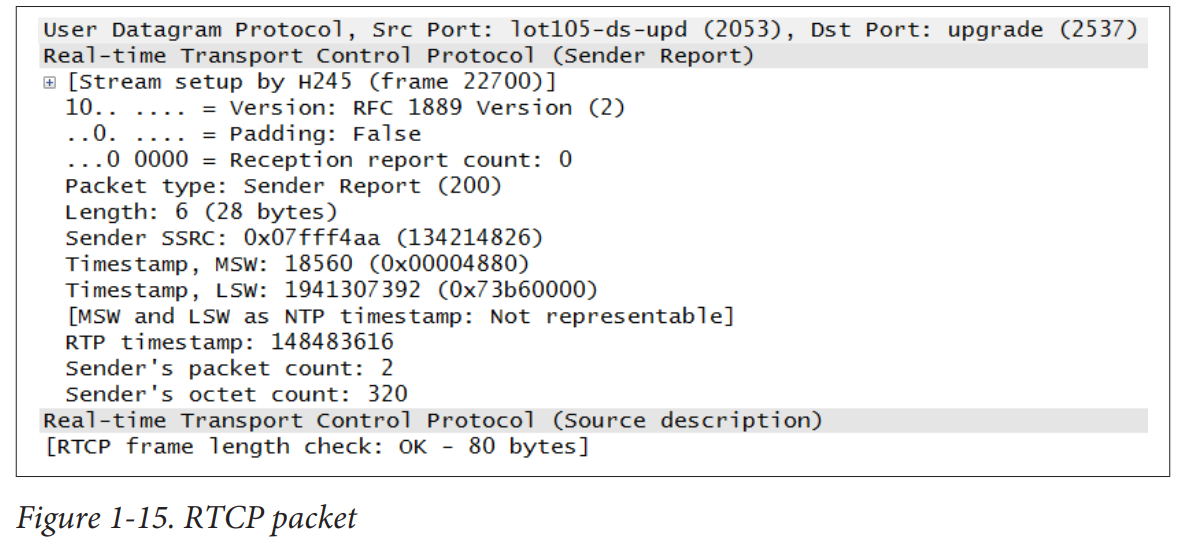 User Datagram Protocol, Src Port: lot105-ds-upd (2053), Dst Port: upgrade (2537)
Real-time Transport Control Protocol (Sender Report)
[Stream setup by H245 (frame 22700)]
10.. .... = Version: RFC 1889 Version (2)
..0. .... = Padding: False
...0 0000 = Reception report count: 0
Packet type: Sender Report (200)
Length: 6 (28 bytes)
Sender SSRC: 0x07fff4aa (134214826)
Timestamp, MSW: 18560 (0x00004880)
Timestamp, LSW: 1941307392 (0x73b60000)
[MSW and LSW as NTP timestamp: Not representable]
RTP timestamp: 148483616
Sender's packet count: 2
Sender's octet count: 320
Real-time Transport Control Protocol (Source description)
[RTCP frame length check: OK - 80 bytes]
Figure 1-15. RTCP packet